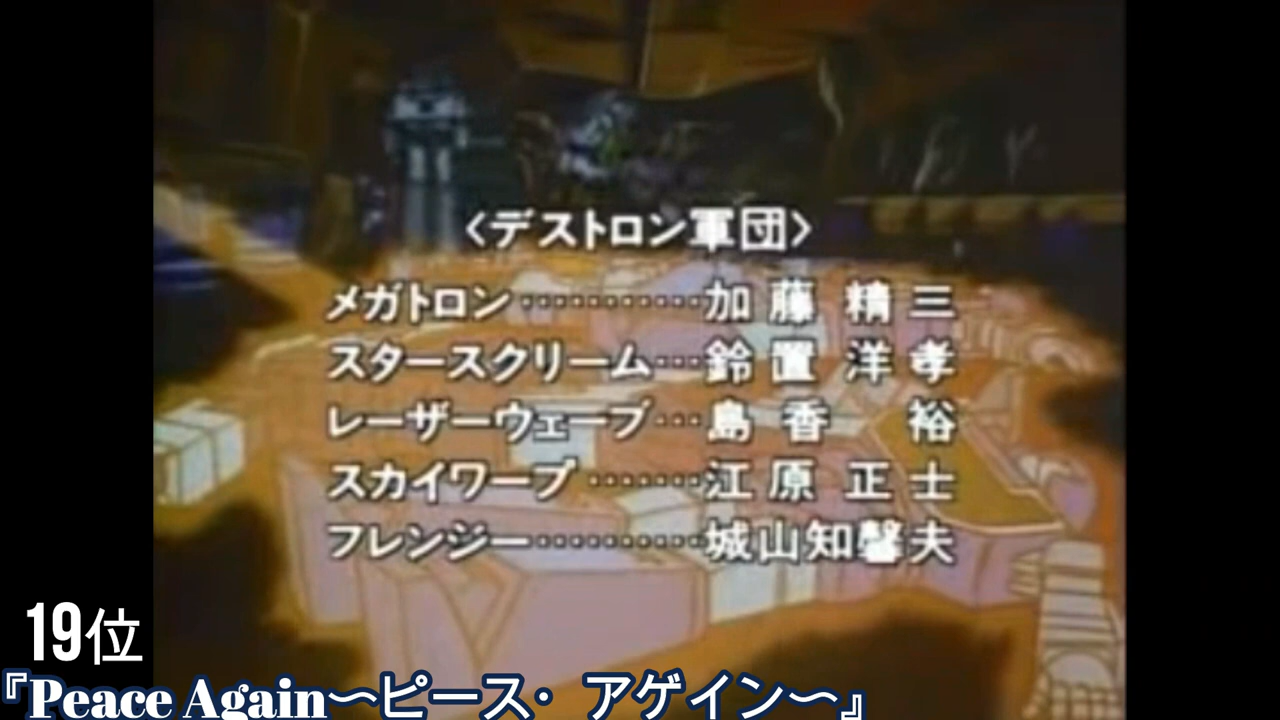 〈デストロン軍団〉
メガトロン…………加藤精三
スタースクリーム…鈴置洋孝
レーザーウェーブ…島香裕
スカイワープ………江原正士
フレンジー…………城山知馨夫
19位
『Peace Again〜ピース・アゲイン〜』